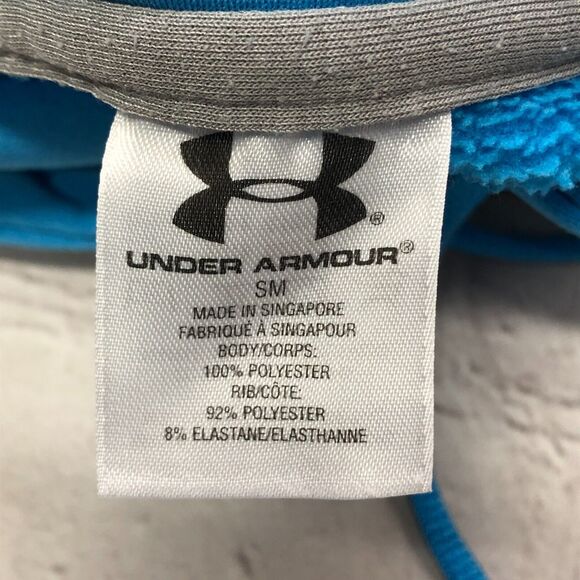 ®
UNDER ARMOUR®
SM
MADE IN SINGAPORE
FABRIQUÉ À SINGAPOUR
BODY/CORPS:
100% POLYESTER
RIB/CÔTE:
92% POLYESTER
8% ELASTANE/ELASTHANNE